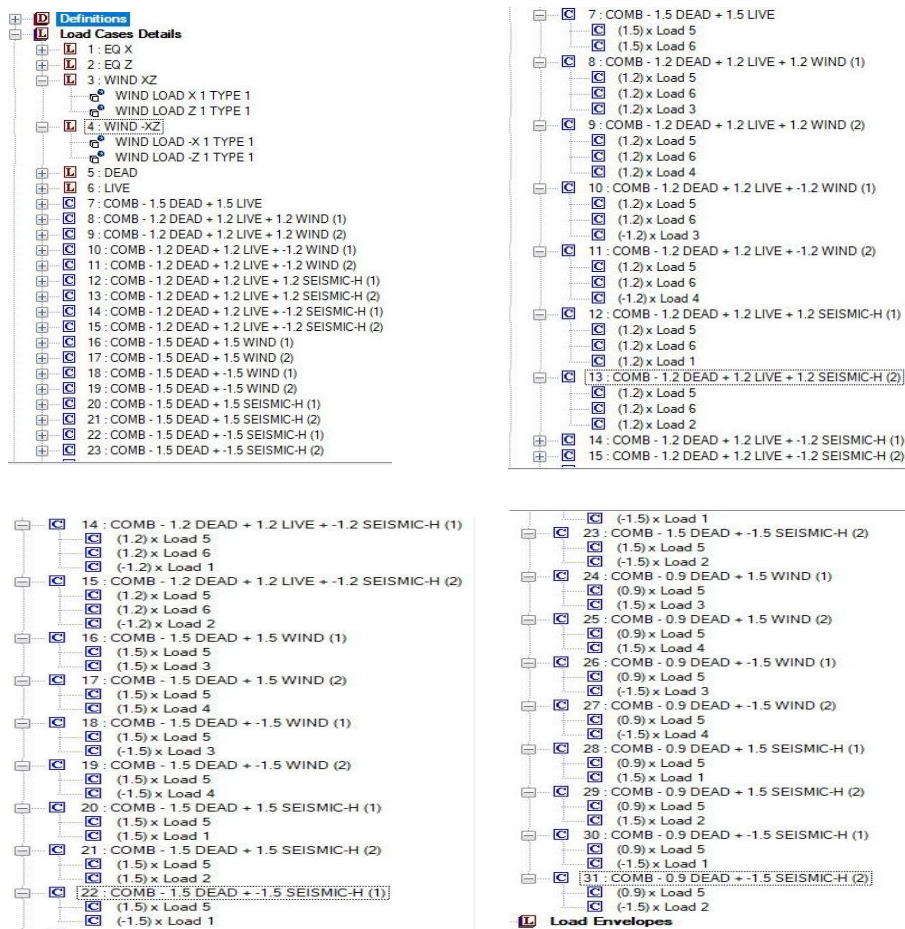 Definitions
Load Cases Details
1 : EQ X
2 : EQ Z
3 : WIND XZ
WIND LOAD X 1 TYPE 1
WIND LOAD Z 1 TYPE 1
4 : WIND -XZ
WIND LOAD -X 1 TYPE 1
WIND LOAD -Z 1 TYPE 1
5 : DEAD
6 : LIVE
7 : COMB - 1.5 DEAD + 1.5 LIVE
8 : COMB - 1.2 DEAD + 1.2 LIVE + 1.2 WIND (1)
9 : COMB - 1.2 DEAD + 1.2 LIVE + 1.2 WIND (2)
10 : COMB - 1.2 DEAD + 1.2 LIVE + -1.2 WIND (1)
11 : COMB - 1.2 DEAD + 1.2 LIVE + -1.2 WIND (2)
12 : COMB - 1.2 DEAD + 1.2 LIVE + 1.2 SEISMIC-H (1)
13 : COMB - 1.2 DEAD + 1.2 LIVE + 1.2 SEISMIC-H (2)
14 : COMB - 1.2 DEAD + 1.2 LIVE + -1.2 SEISMIC-H (1)
15 : COMB - 1.2 DEAD + 1.2 LIVE + -1.2 SEISMIC-H (2)
16 : COMB - 1.5 DEAD + 1.5 WIND (1)
17 : COMB - 1.5 DEAD + 1.5 WIND (2)
18 : COMB - 1.5 DEAD + -1.5 WIND (1)
19 : COMB - 1.5 DEAD + -1.5 WIND (2)
20 : COMB - 1.5 DEAD + 1.5 SEISMIC-H (1)
21 : COMB - 1.5 DEAD + 1.5 SEISMIC-H (2)
22 : COMB - 1.5 DEAD + -1.5 SEISMIC-H (1)
23 : COMB - 1.5 DEAD + -1.5 SEISMIC-H (2)
7 : COMB - 1.5 DEAD + 1.5 LIVE
(1.5) x Load 5
(1.5) x Load 6
8 : COMB - 1.2 DEAD + 1.2 LIVE + 1.2 WIND (1)
(1.2) x Load 5
(1.2) x Load 6
(1.2) x Load 3
9 : COMB - 1.2 DEAD + 1.2 LIVE + 1.2 WIND (2)
(1.2) x Load 5
(1.2) x Load 6
(1.2) x Load 4
10 : COMB - 1.2 DEAD + 1.2 LIVE + -1.2 WIND (1)
(1.2) x Load 5
(1.2) x Load 6
(-1.2) x Load 3
11 : COMB - 1.2 DEAD + 1.2 LIVE + -1.2 WIND (2)
(1.2) x Load 5
(1.2) x Load 6
(-1.2) x Load 4
12 : COMB - 1.2 DEAD + 1.2 LIVE + 1.2 SEISMIC-H (1)
(1.2) x Load 5
(1.2) x Load 6
(1.2) x Load 1
13 : COMB - 1.2 DEAD + 1.2 LIVE + 1.2 SEISMIC-H (2)
(1.2) x Load 5
(1.2) x Load 6
(1.2) x Load 2
14 : COMB - 1.2 DEAD + 1.2 LIVE + -1.2 SEISMIC-H (1)
15 : COMB - 1.2 DEAD + 1.2 LIVE + -1.2 SEISMIC-H (2)
14 : COMB - 1.2 DEAD + 1.2 LIVE + -1.2 SEISMIC-H (1)
(1.2) x Load 5
(1.2) x Load 6
(-1.2) x Load 1
15 : COMB - 1.2 DEAD + 1.2 LIVE + -1.2 SEISMIC-H (2)
(1.2) x Load 5
(1.2) x Load 6
(-1.2) x Load 2
16 : COMB - 1.5 DEAD + 1.5 WIND (1)
(1.5) x Load 5
(1.5) x Load 3
17 : COMB - 1.5 DEAD + 1.5 WIND (2)
(1.5) x Load 5
(1.5) x Load 4
18 : COMB - 1.5 DEAD + -1.5 WIND (1)
(1.5) x Load 5
(-1.5) x Load 3
19 : COMB - 1.5 DEAD + -1.5 WIND (2)
(1.5) x Load 5
(-1.5) x Load 4
20 : COMB - 1.5 DEAD + 1.5 SEISMIC-H (1)
(1.5) x Load 5
(1.5) x Load 1
21 : COMB - 1.5 DEAD + 1.5 SEISMIC-H (2)
(1.5) x Load 5
(1.5) x Load 2
22 : COMB - 1.5 DEAD + -1.5 SEISMIC-H (1)
(1.5) x Load 5
(-1.5) x Load 1
(-1.5) x Load 1
23 : COMB - 1.5 DEAD + -1.5 SEISMIC-H (2)
(1.5) x Load 5
(-1.5) x Load 2
24 : COMB - 0.9 DEAD + 1.5 WIND (1)
(0.9) x Load 5
(1.5) x Load 3
25 : COMB - 0.9 DEAD + 1.5 WIND (2)
(0.9) x Load 5
(1.5) x Load 4
26 : COMB - 0.9 DEAD + -1.5 WIND (1)
(0.9) x Load 5
(-1.5) x Load 3
27 : COMB - 0.9 DEAD + -1.5 WIND (2)
(0.9) x Load 5
(-1.5) x Load 4
28 : COMB - 0.9 DEAD + 1.5 SEISMIC-H (1)
(0.9) x Load 5
(1.5) x Load 1
29 : COMB - 0.9 DEAD + 1.5 SEISMIC-H (2)
(0.9) x Load 5
(1.5) x Load 2
30 : COMB - 0.9 DEAD + -1.5 SEISMIC-H (1)
(0.9) x Load 5
(-1.5) x Load 1
31 : COMB - 0.9 DEAD + -1.5 SEISMIC-H (2)
(0.9) x Load 5
(-1.5) x Load 2
Load Envelopes